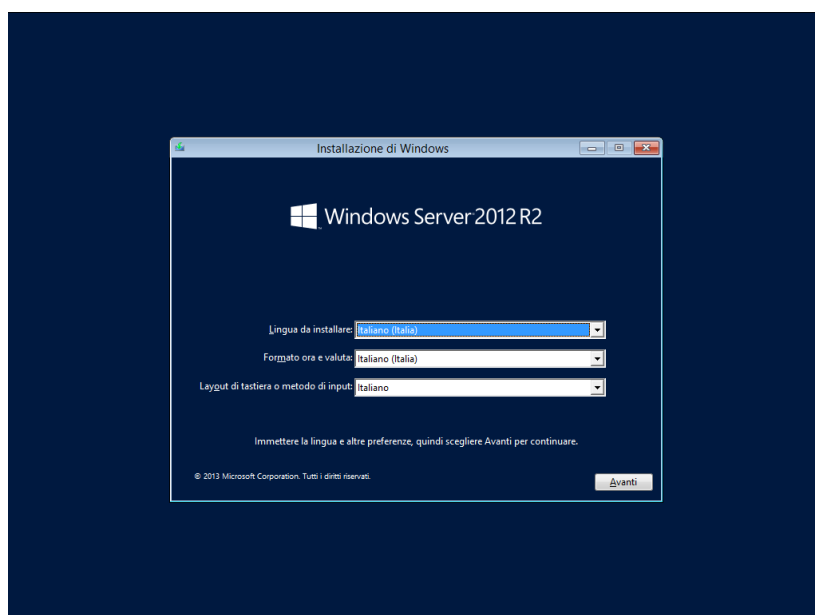 Installazione di Windows
Windows Server 2012 R2
Lingua da installare: Italiano (Italia)
Formato ora e valuta: Italiano (Italia)
Layout di tastiera o metodo di input: Italiano
Immettere la lingua e altre preferenze, quindi scegliere Avanti per continuare.
© 2013 Microsoft Corporation. Tutti i diritti riservati.
Avanti